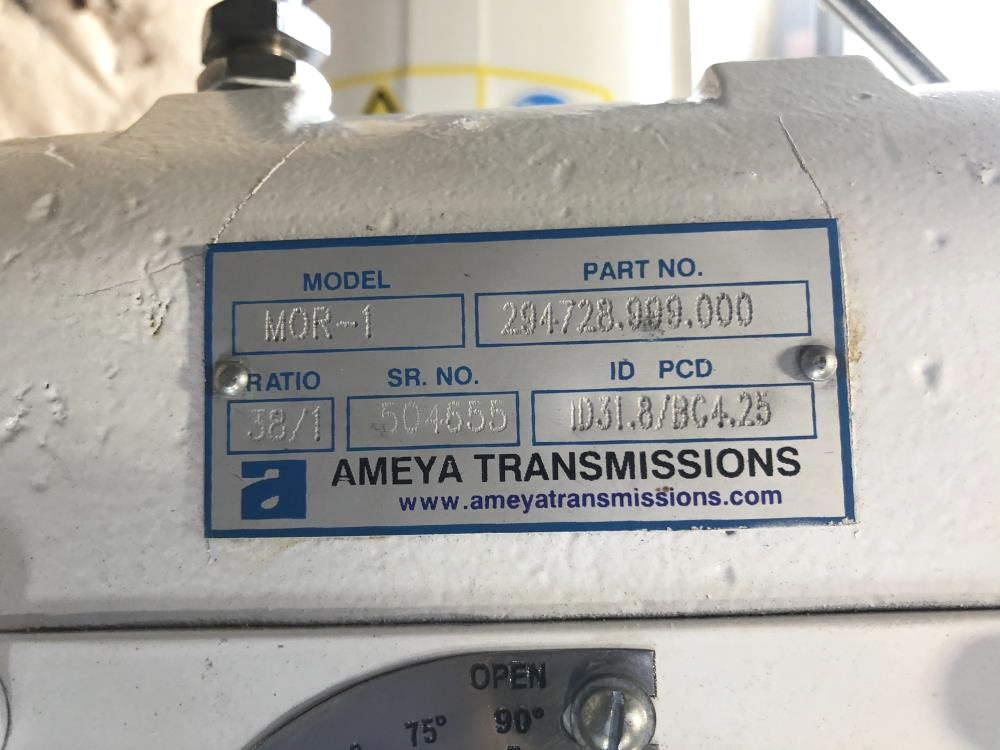 MODEL PART NO.
MOR-1 294728.999.000
RATIO SR. NO. ID PCD
38/1 504655 ID31.8/BC4.25
a AMEYA TRANSMISSIONS
www.ameyatransmissions.com
OPEN
75° 90°